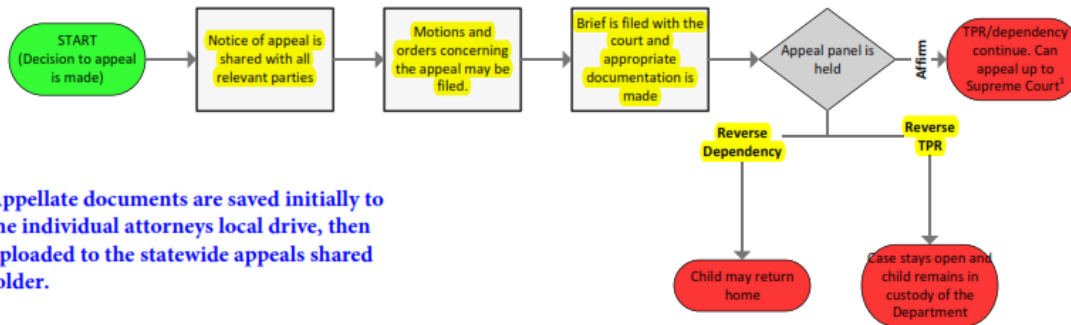 START
(Decision to appeal
is made)
Notice of appeal is
shared with all
relevant parties
Motions and
orders concerning
the appeal may be
filed.
Brief is filed with the
court and
appropriate
documentation is
made
Appeal panel is
held
Affirm
TPR/dependency
continue. Can
appeal up to
Supreme Court¹
Reverse
Dependency
Reverse
TPR
Child may return
home
Case stays open and
child remains in
custody of the
Department
ppellate documents are saved initially to
ne individual attorneys local drive, then
ploaded to the statewide appeals shared
older.